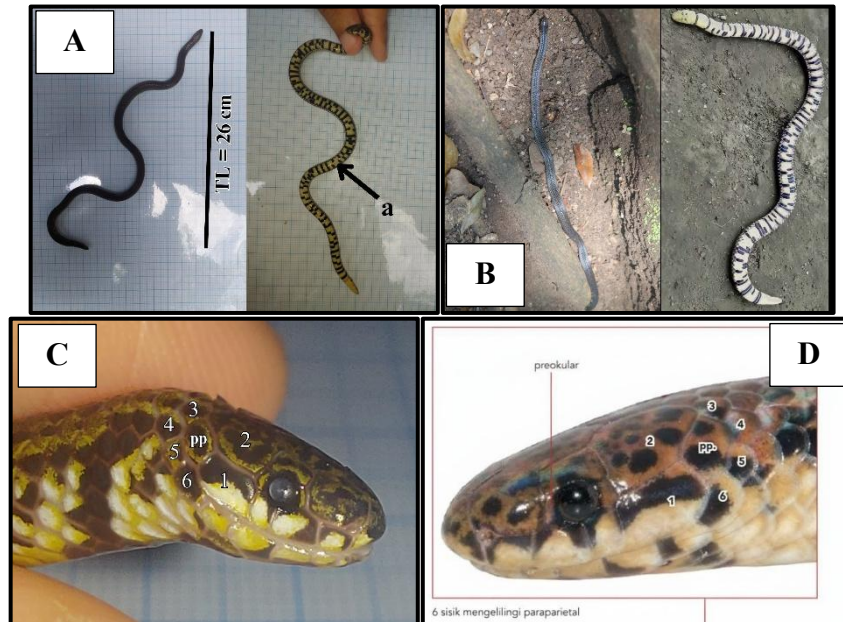 A
TL = 26 cm
a
B
C
3
4
pp
2
5
6
1
D
preokular
3
2
4
pp.
5
1
6
6 sisik mengelilingi paraparietal